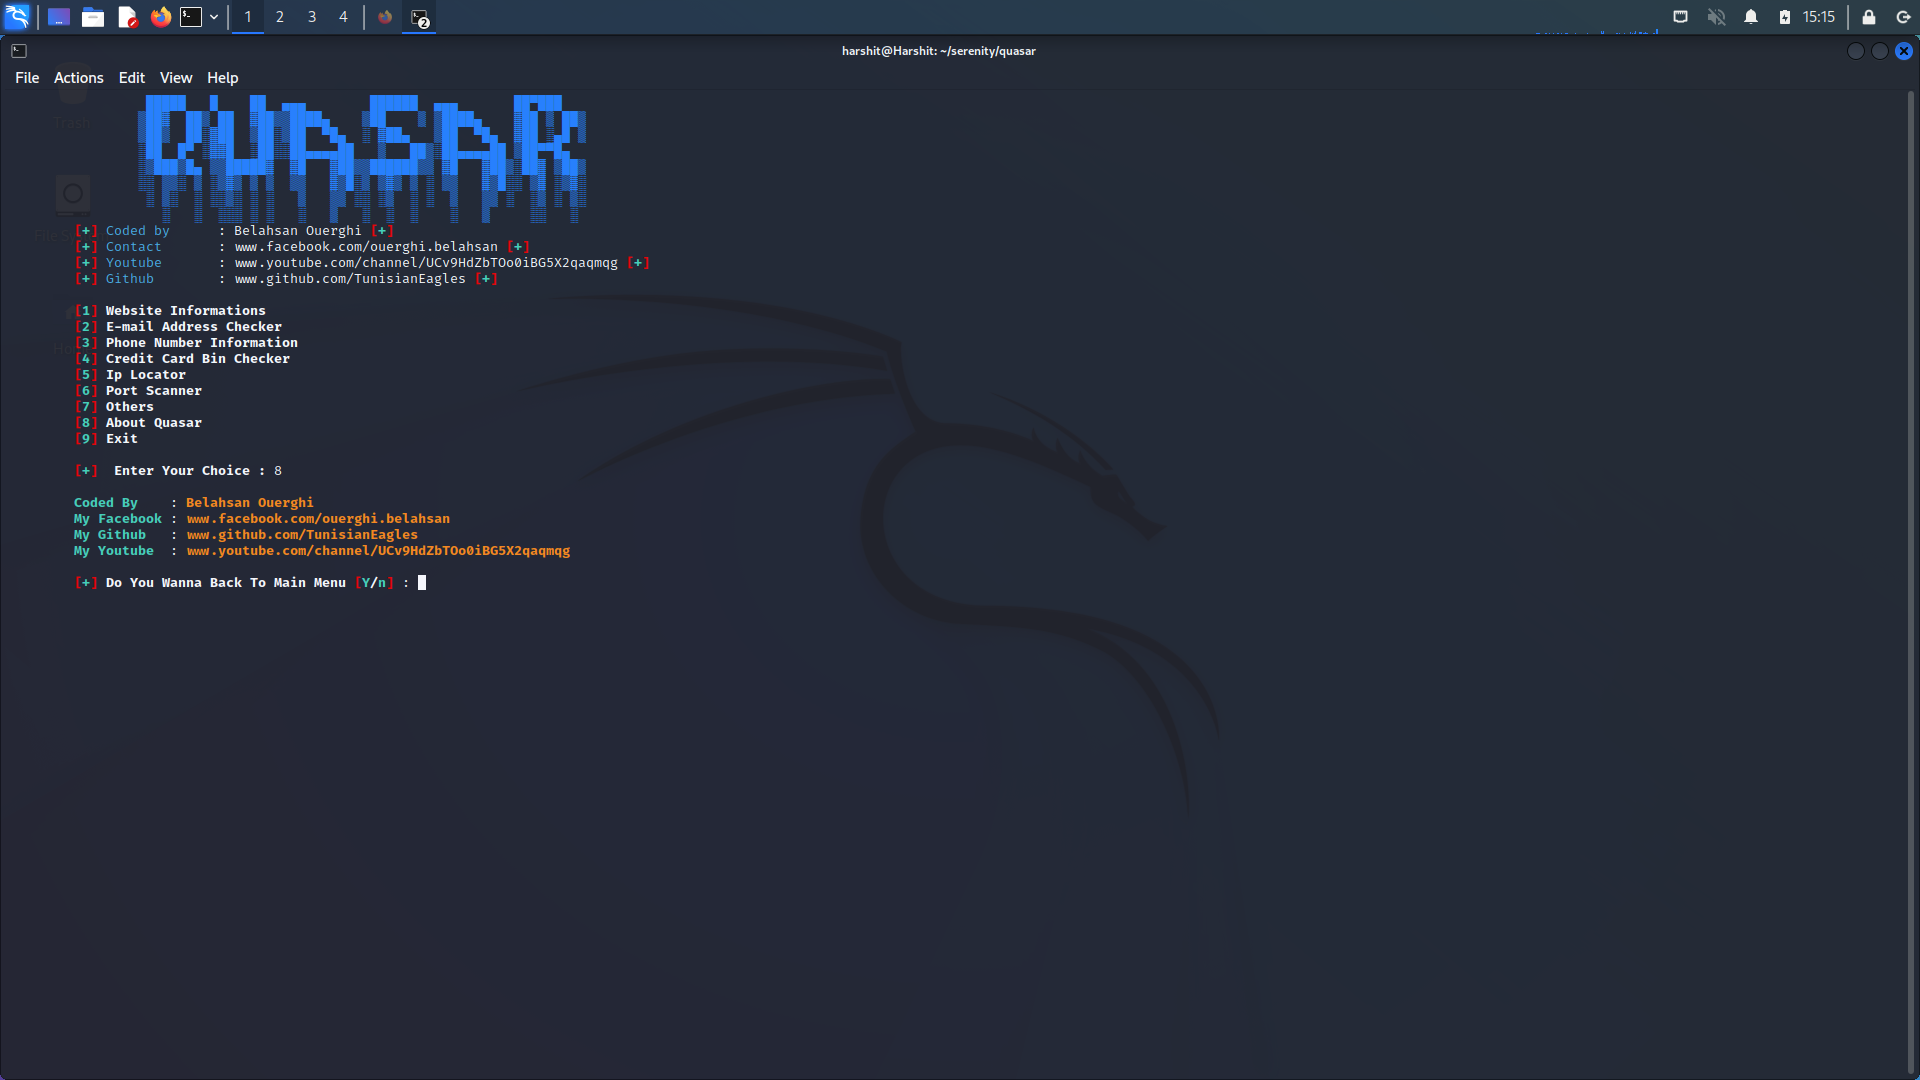 1 2 3 4 2 15:15
harshit@Harshit: ~/serenity/quasar
File Actions Edit View Help
QUASAR
[+] Coded by : Belahsan Ouerghi [+]
[+] Contact : www.facebook.com/ouerghi.belahsan [+]
[+] Youtube : www.youtube.com/channel/UCv9HdZbTOo0iBG5X2qaqmqg [+]
[+] Github : www.github.com/TunisianEagles [+]
[1] Website Informations
[2] E-mail Address Checker
[3] Phone Number Information
[4] Credit Card Bin Checker
[5] Ip Locator
[6] Port Scanner
[7] Others
[8] About Quasar
[9] Exit
[+] Enter Your Choice : 8
Coded By : Belahsan Ouerghi
My Facebook : www.facebook.com/ouerghi.belahsan
My Github : www.github.com/TunisianEagles
My Youtube : www.youtube.com/channel/UCv9HdZbTOo0iBG5X2qaqmqg
[+] Do You Wanna Back To Main Menu [Y/n] :
Trash